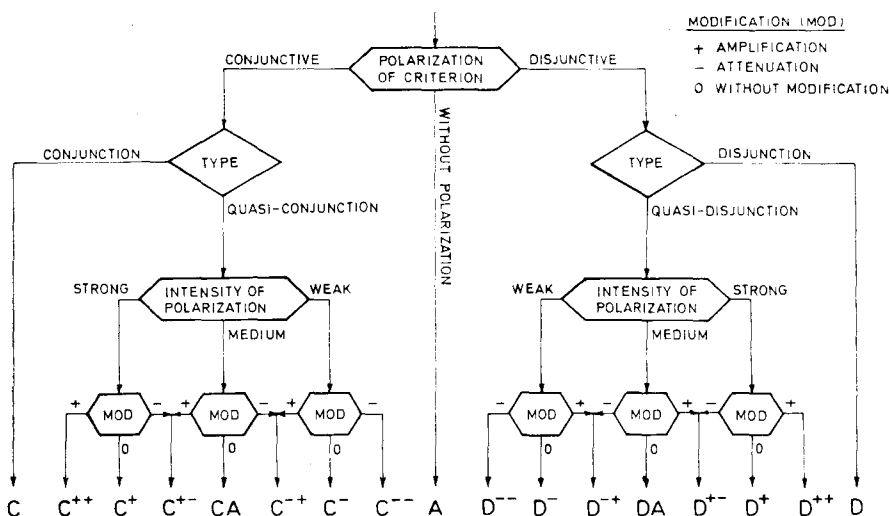 MODIFICATION (MOD)
+ AMPLIFICATION
− ATTENUATION
0 WITHOUT MODIFICATION
CONJUNCTIVE
POLARIZATION
OF CRITERION
DISJUNCTIVE
WITHOUT POLARIZATION
CONJUNCTION
TYPE
QUASI-CONJUNCTION
TYPE
DISJUNCTION
QUASI-DISJUNCTION
STRONG
INTENSITY OF
POLARIZATION
WEAK
MEDIUM
WEAK
INTENSITY OF
POLARIZATION
STRONG
MEDIUM
+ MOD − + MOD − + MOD −
0 0 0
− MOD + − MOD + − MOD +
0 0 0
C C++ C+ C+− CA C−+ C− C−− A D−− D− D−+ DA D+− D+ D++ D